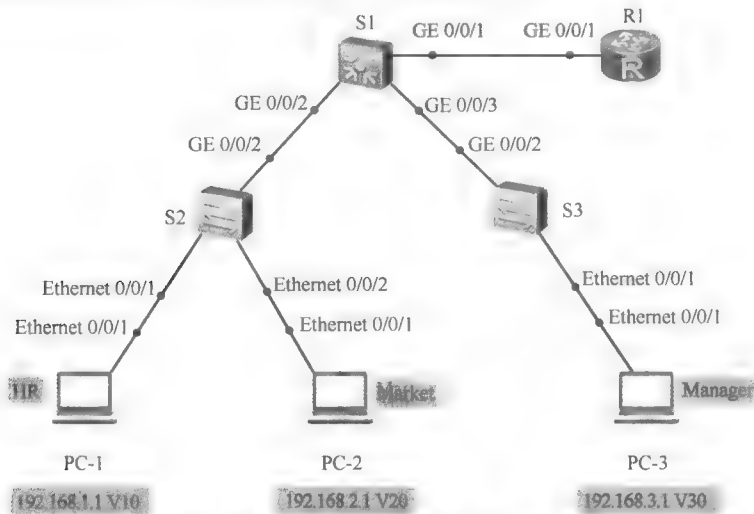 S1
R1
GE 0/0/1
GE 0/0/1
GE 0/0/2
GE 0/0/3
GE 0/0/2
GE 0/0/2
S2
S3
Ethernet 0/0/1
Ethernet 0/0/2
Ethernet 0/0/1
Ethernet 0/0/1
Ethernet 0/0/1
Ethernet 0/0/1
HR
Market
Manager
PC-1
PC-2
PC-3
192.168.1.1 V10
192.168.2.1 V20
192.168.3.1 V30